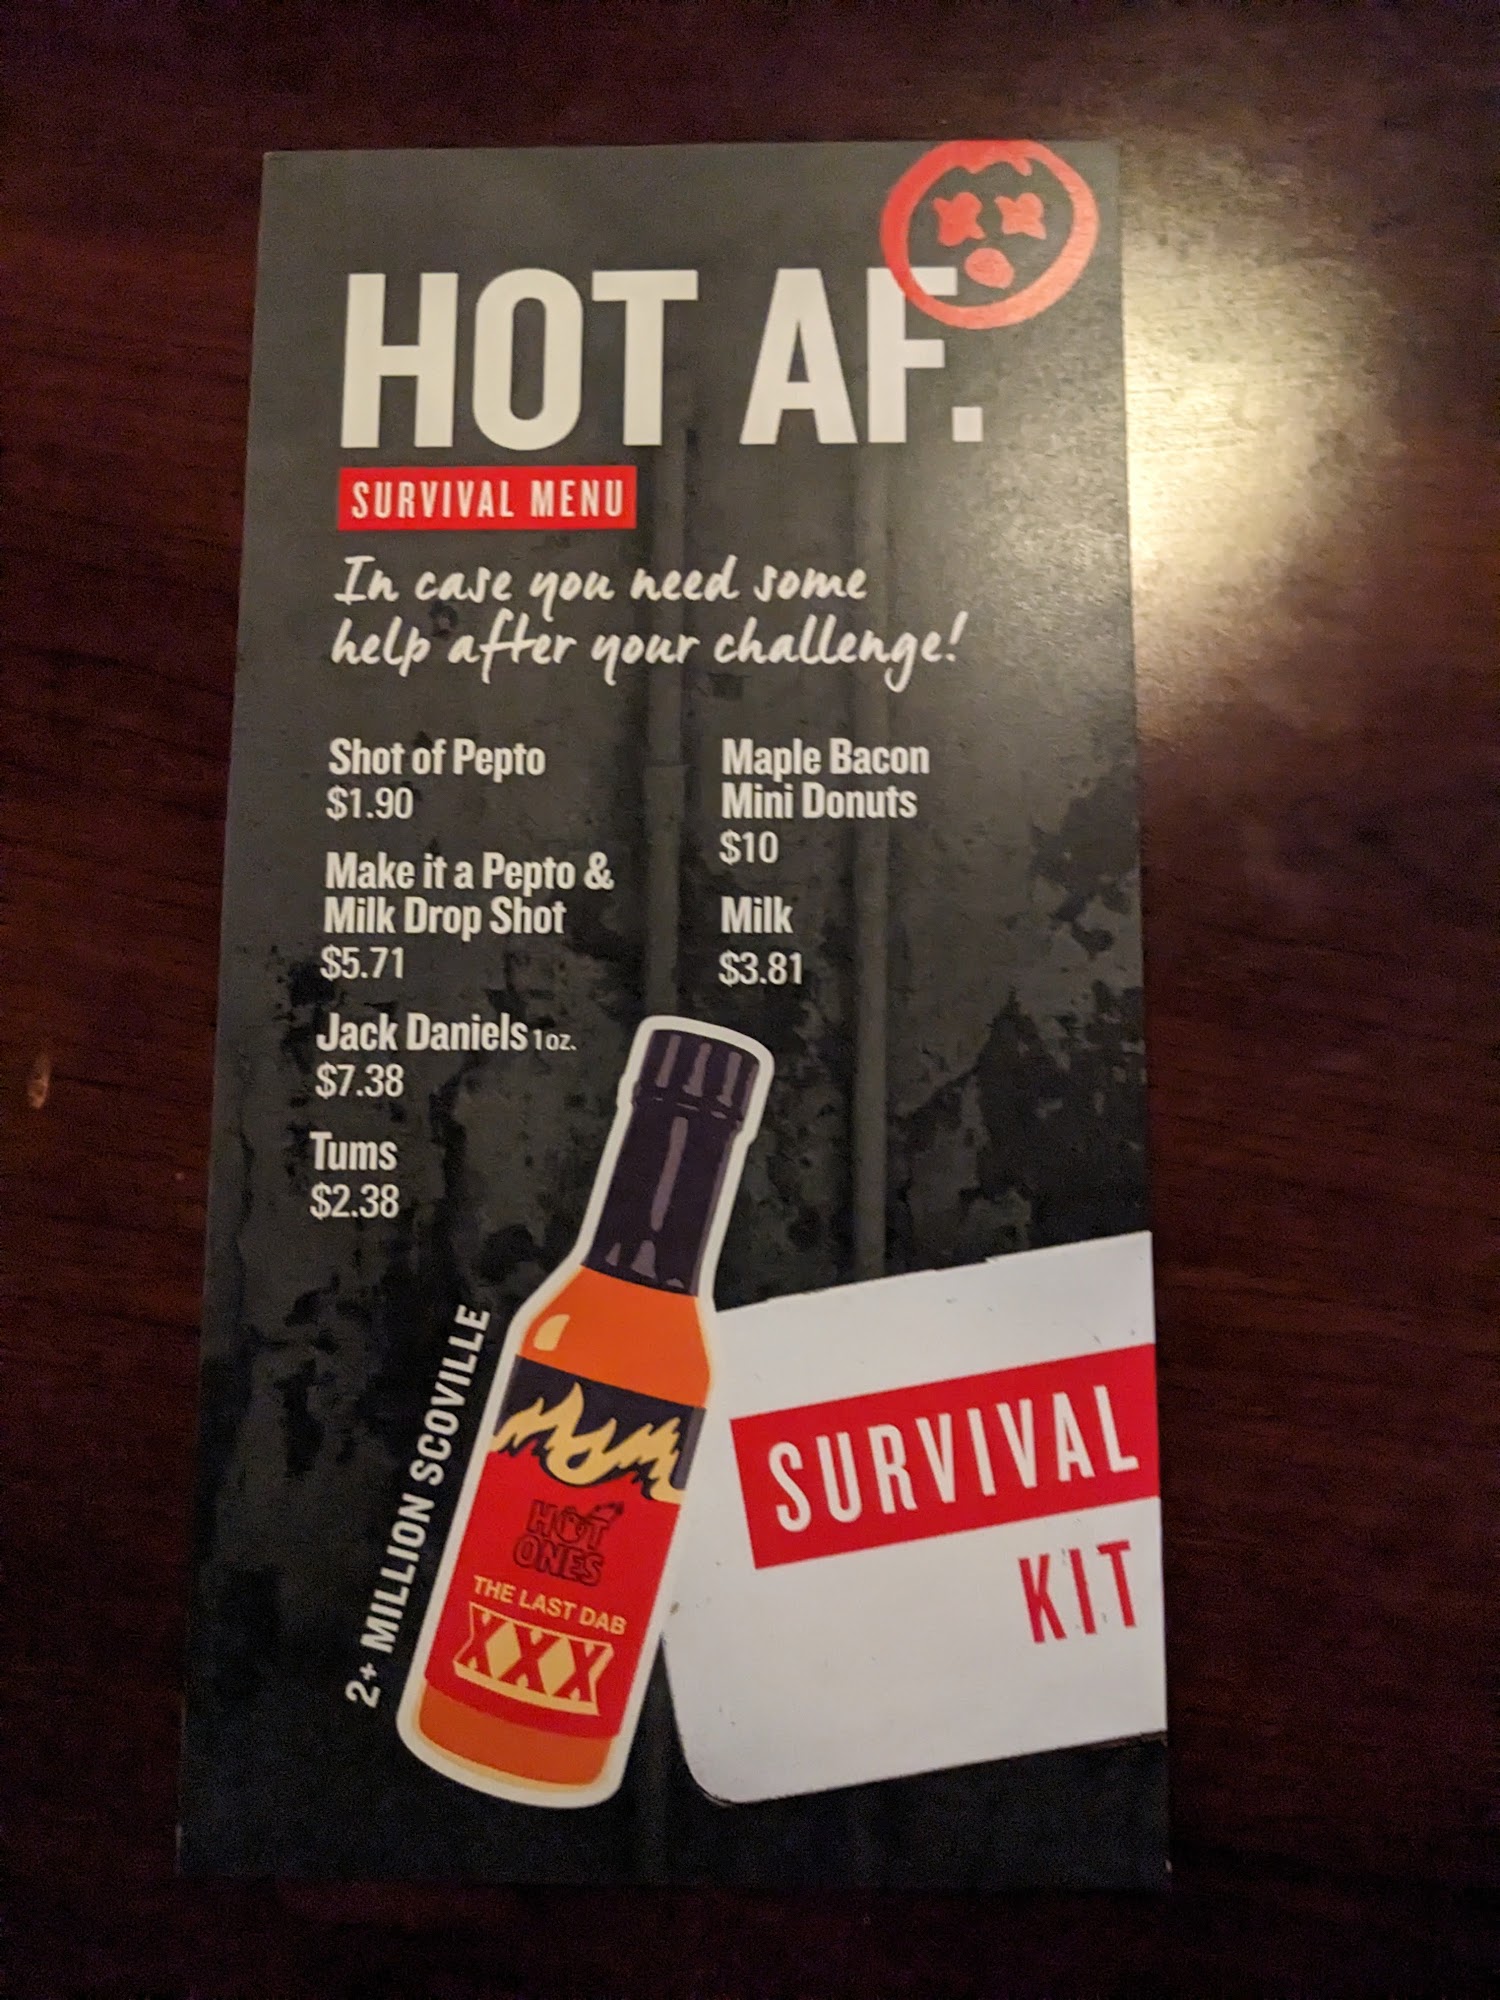 HOT AF.
SURVIVAL MENU
In case you need some
help after your challenge!
Shot of Pepto
$1.90
Make it a Pepto &
Milk Drop Shot
$5.71
Jack Daniels 1oz.
$7.38
Tums
$2.38
Maple Bacon
Mini Donuts
$10
Milk
$3.81
2+ MILLION SCOVILLE
HOT
ONES
THE LAST DAB
XXX
SURVIVAL
KIT